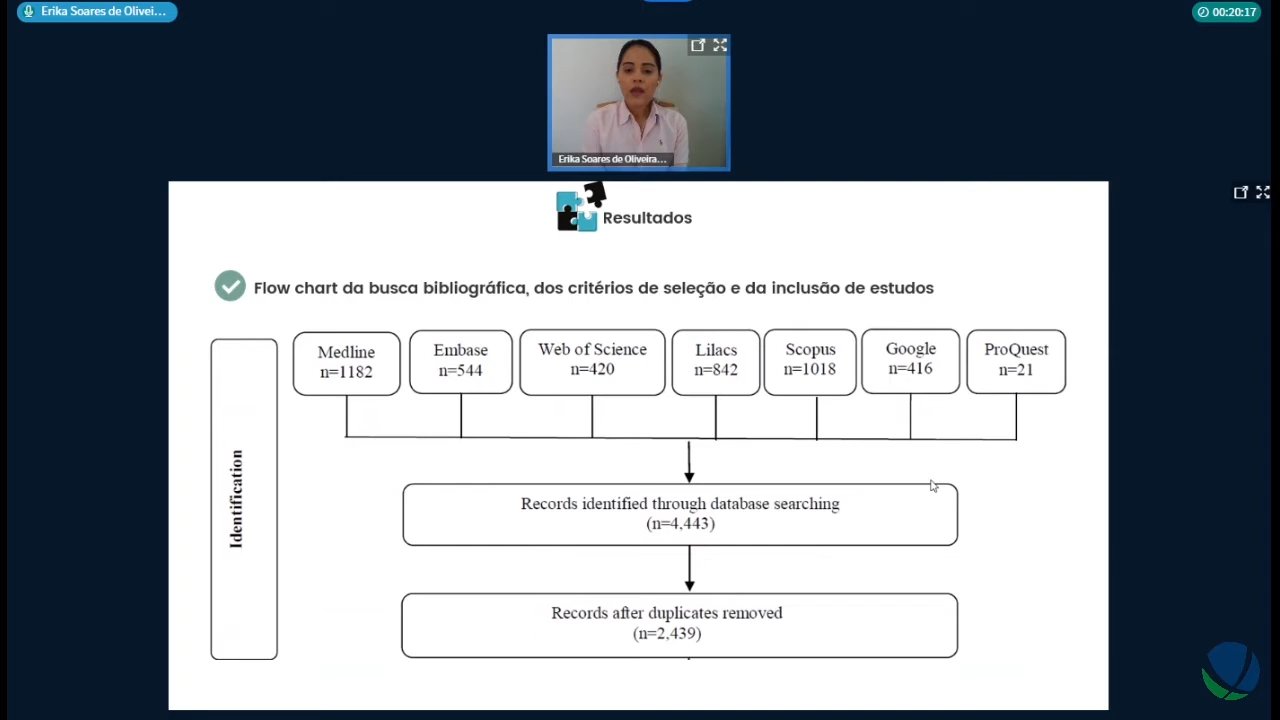 Erika Soares de Olivei...
00:20:17
Erika Soares de Oliveira...
Resultados
Flow chart da busca bibliográfica, dos critérios de seleção e da inclusão de estudos
Medline
n=1182
Embase
n=544
Web of Science
n=420
Lilacs
n=842
Scopus
n=1018
Google
n=416
ProQuest
n=21
Identification
Records identified through database searching
(n=4,443)
Records after duplicates removed
(n=2,439)